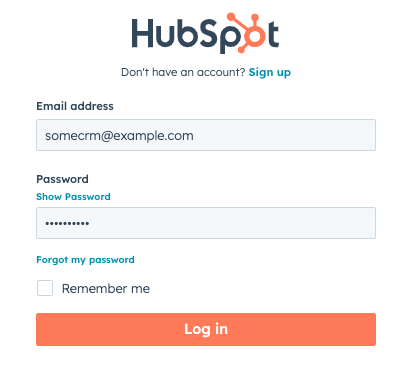 HubSpot
Don't have an account? Sign up
Email address
somecrm@example.com
Password
Show Password
••••••••••
Forgot my password
Remember me
Log in